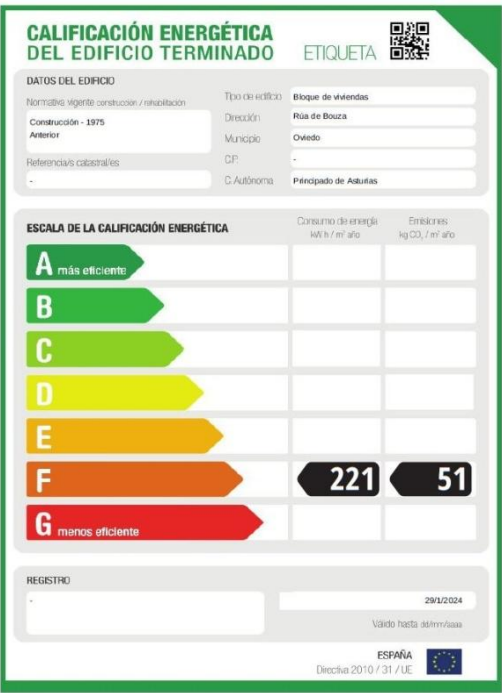 CALIFICACIÓN ENERGÉTICA
DEL EDIFICIO TERMINADO
ETIQUETA
DATOS DEL EDIFICIO
Normativa vigente construcción / rehabilitación
Construcción - 1975
Anterior
Referencia/s catastral/es
-
Tipo de edificio
Bloque de viviendas
Dirección
Rúa de Bouza
Municipio
Oviedo
C.P.
-
C.Autónoma
Principado de Asturias
ESCALA DE LA CALIFICACIÓN ENERGÉTICA
Consumo de energía
kW h / m² año
Emisiones
kg CO₂ / m² año
A más eficiente
B
C
D
E
F
221
51
G menos eficiente
REGISTRO
-
29/1/2024
Válido hasta dd/mm/aaaa
ESPAÑA
Directiva 2010 / 31 / UE